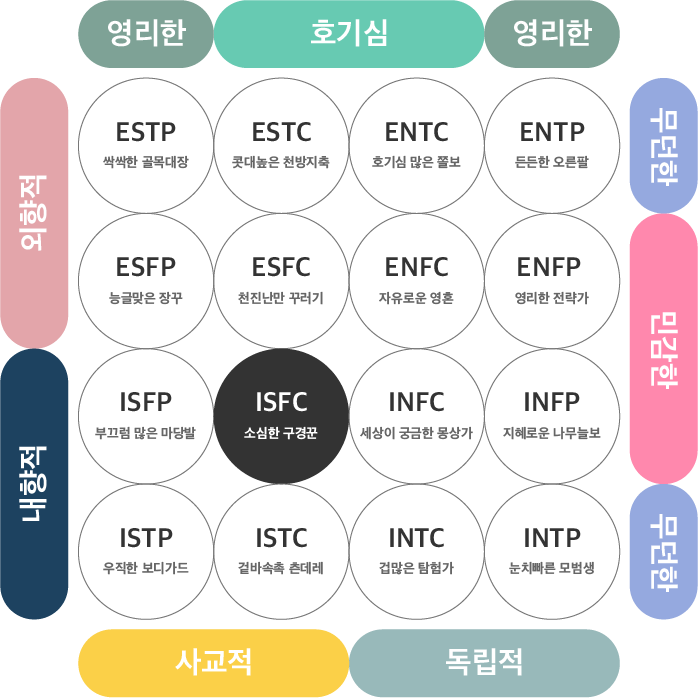 영리한 호기심 영리한
외향적
ESTP ESTC ENTC ENTP
싹싹한 골목대장 콧대높은 천방지축 호기심 많은 쫄보 든든한 오른팔
무던한
ESFP ESFC ENFC ENFP
능글맞은 장꾸 천진난만 꾸러기 자유로운 영혼 영리한 전략가
민감한
내향적
ISFP ISFC INFC INFP
부끄럼 많은 마당발 소심한 구경꾼 세상이 궁금한 몽상가 지혜로운 나무늘보
ISTP ISTC INTC INTP
우직한 보디가드 겉바속촉 츤데레 겁많은 탐험가 눈치빠른 모범생
무던한
사교적 독립적